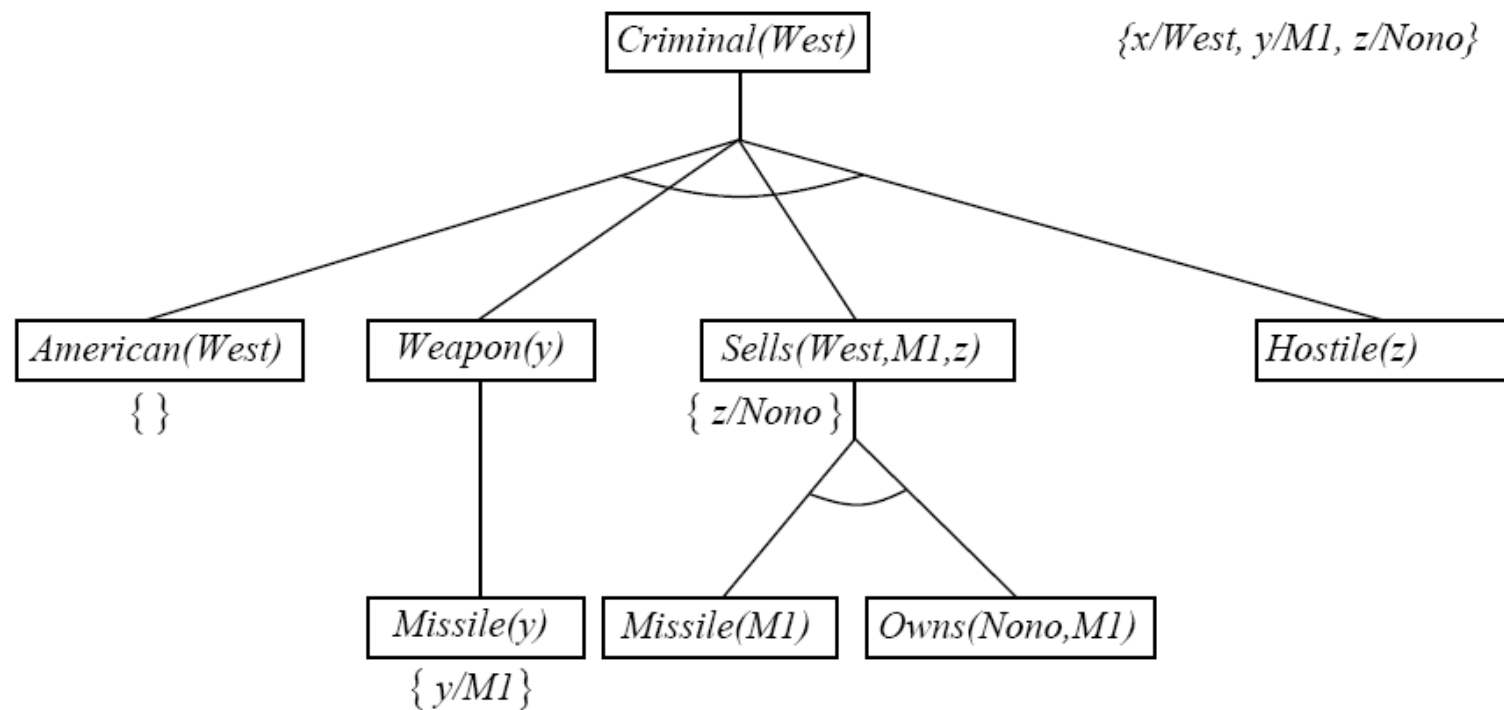 Criminal(West)
{x/West, y/M1, z/Nono}
American(West)
Weapon(y)
Sells(West,M1,z)
Hostile(z)
{ }
{ z/Nono }
Missile(y)
Missile(M1)
Owns(Nono,M1)
{ y/M1}